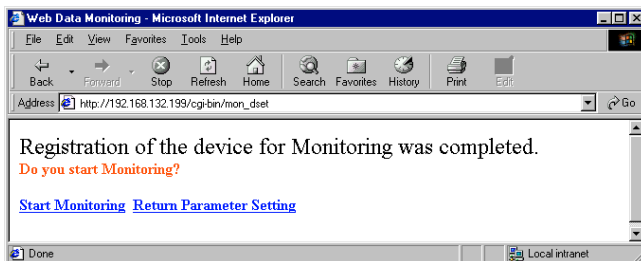 Web Data Monitoring - Microsoft Internet Explorer
File Edit View Favorites Tools Help
Back Forward Stop Refresh Home Search Favorites History Print Edit
Address http://192.168.132.199/cgi-bin/mon_dset Go
Registration of the device for Monitoring was completed.
Do you start Monitoring?
Start Monitoring Return Parameter Setting
Done Local intranet